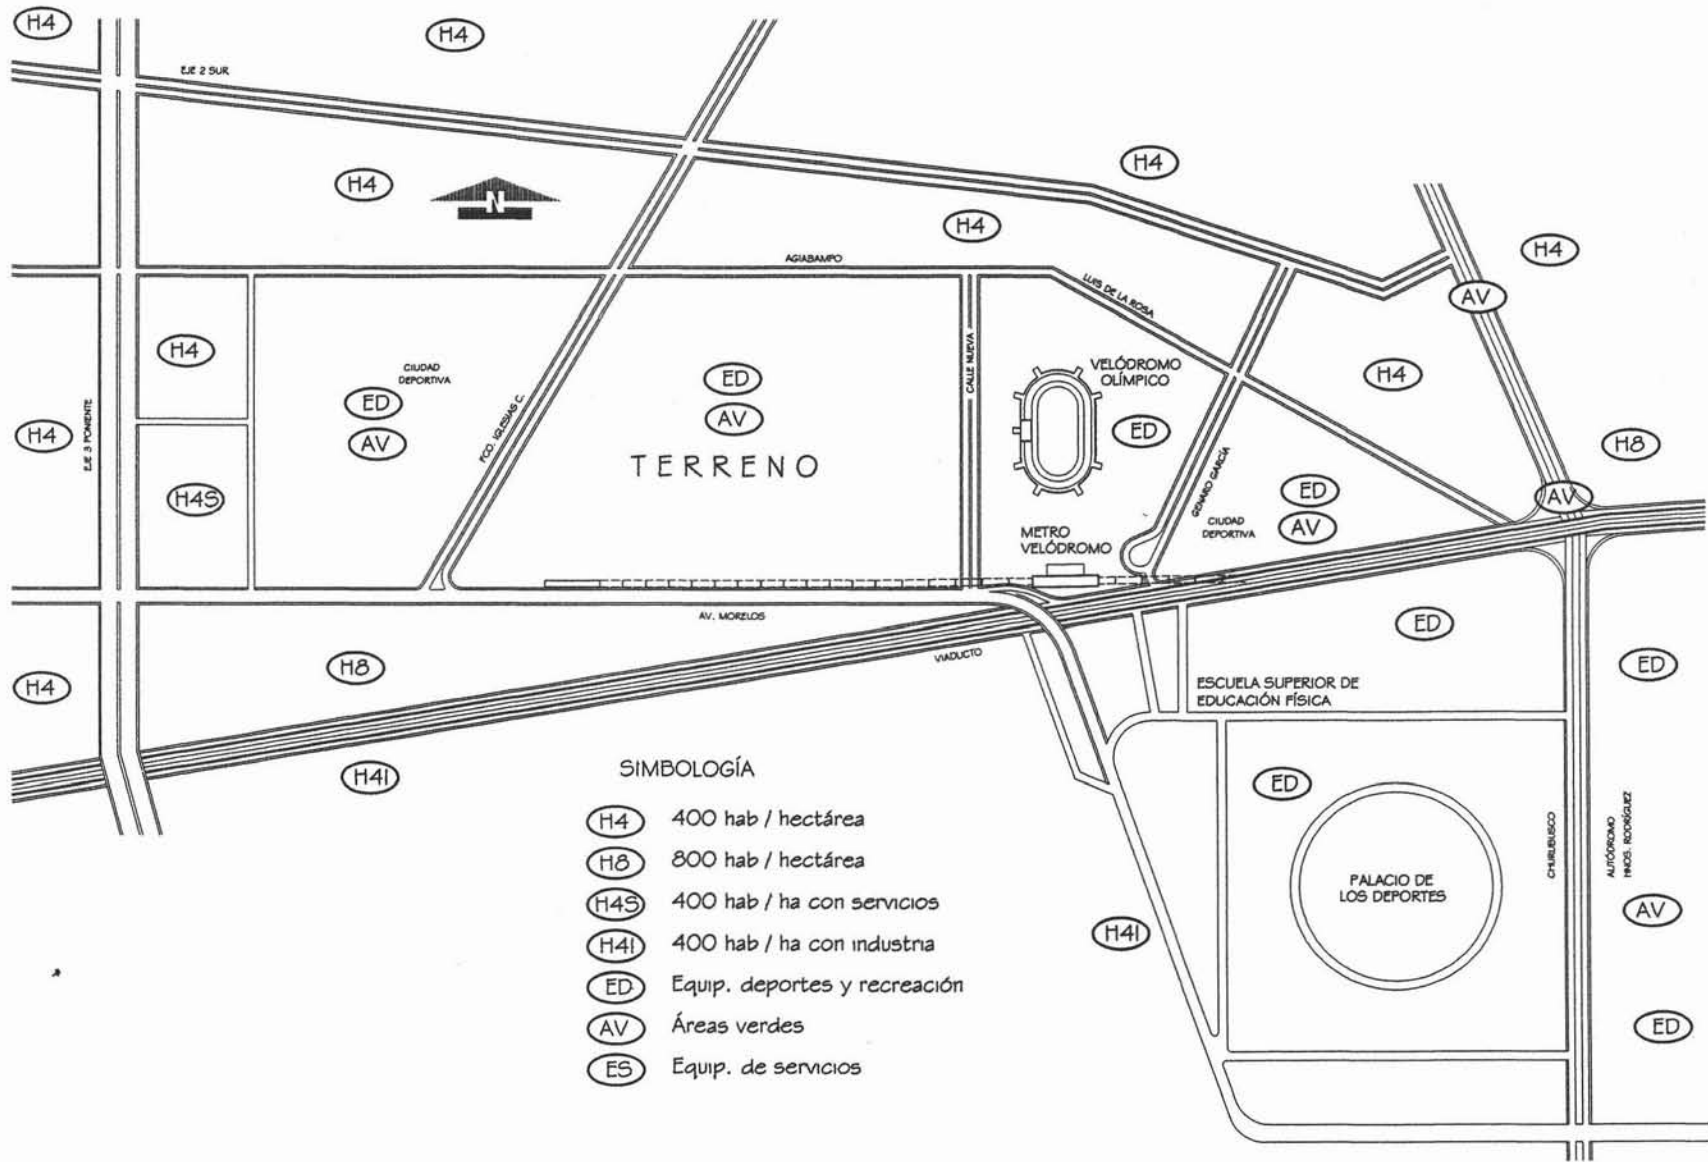 H4
H4
EJE 2 SUR
H4
H4
N
H4
H4
AV
AGIABAMPO
LUIS DE LA ROSA
H4
CIUDAD
DEPORTIVA
ED
AV
FCO. IGLESIAS C.
ED
AV
TERRENO
CALLE NUEVA
VELÓDROMO
OLÍMPICO
ED
H4
GENARO GARCÍA
H4
EJE 3 PONIENTE
H4S
H8
AV
ED
AV
CIUDAD
DEPORTIVA
METRO
VELÓDROMO
AV. MORELOS
VIADUCTO
H4
H8
ED
ED
ESCUELA SUPERIOR DE
EDUCACIÓN FÍSICA
H4I
ED
PALACIO DE
LOS DEPORTES
CHURUBUSCO
AUTÓDROMO
HNOS. RODRÍGUEZ
AV
H4I
ED
SIMBOLOGÍA
H4 400 hab / hectárea
H8 800 hab / hectárea
H4S 400 hab / ha con servicios
H4I 400 hab / ha con industria
ED Equip. deportes y recreación
AV Áreas verdes
ES Equip. de servicios